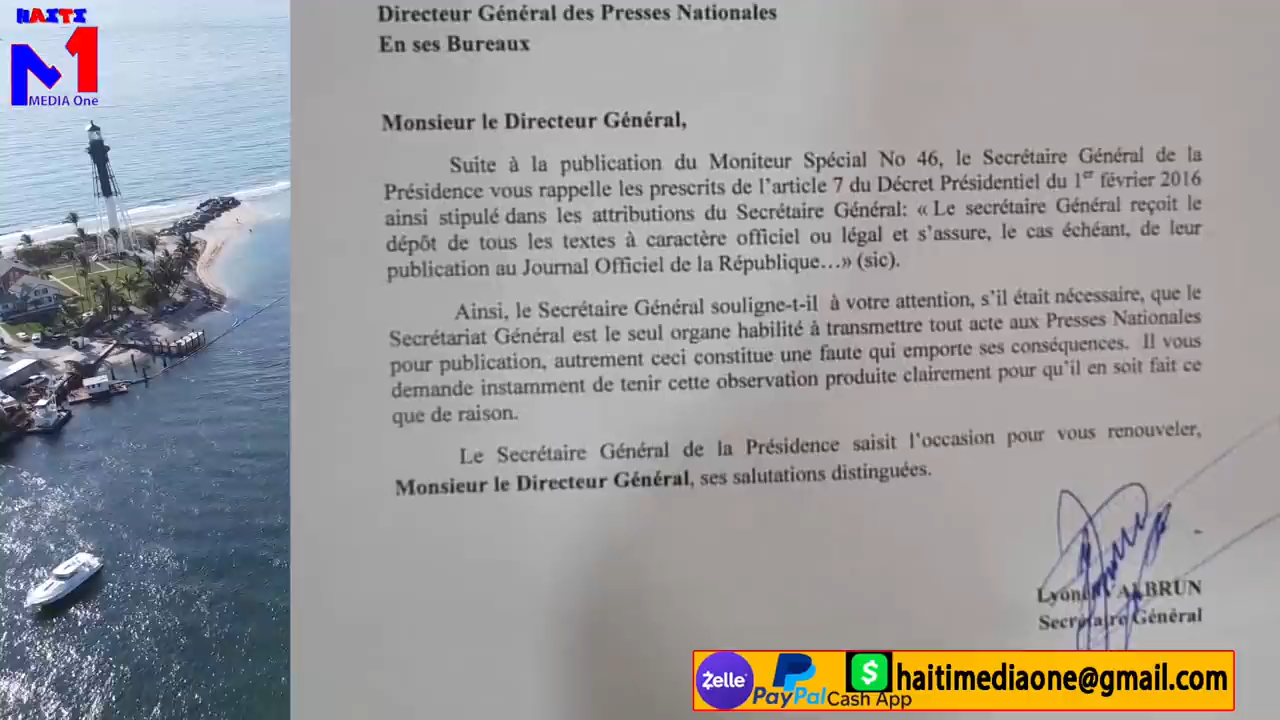 HAITI
M1
MEDIA One
Directeur Général des Presses Nationales
En ses Bureaux
Monsieur le Directeur Général,
Suite à la publication du Moniteur Spécial No 46, le Secrétaire Général de la
Présidence vous rappelle les prescrits de l'article 7 du Décret Présidentiel du 1er février 2016
ainsi stipulé dans les attributions du Secrétaire Général: « Le secrétaire Général reçoit le
dépôt de tous les textes à caractère officiel ou légal et s'assure, le cas échéant, de leur
publication au Journal Officiel de la République…» (sic).
Ainsi, le Secrétaire Général souligne-t-il à votre attention, s'il était nécessaire, que le
Secrétariat Général est le seul organe habilité à transmettre tout acte aux Presses Nationales
pour publication, autrement ceci constitue une faute qui emporte ses conséquences. Il vous
demande instamment de tenir cette observation produite clairement pour qu'il en soit fait ce
que de raison.
Le Secrétaire Général de la Présidence saisit l'occasion pour vous renouveler,
Monsieur le Directeur Général, ses salutations distinguées.
Secrétaire Général
Zelle PayPal $ Cash App haitimediaone@gmail.com